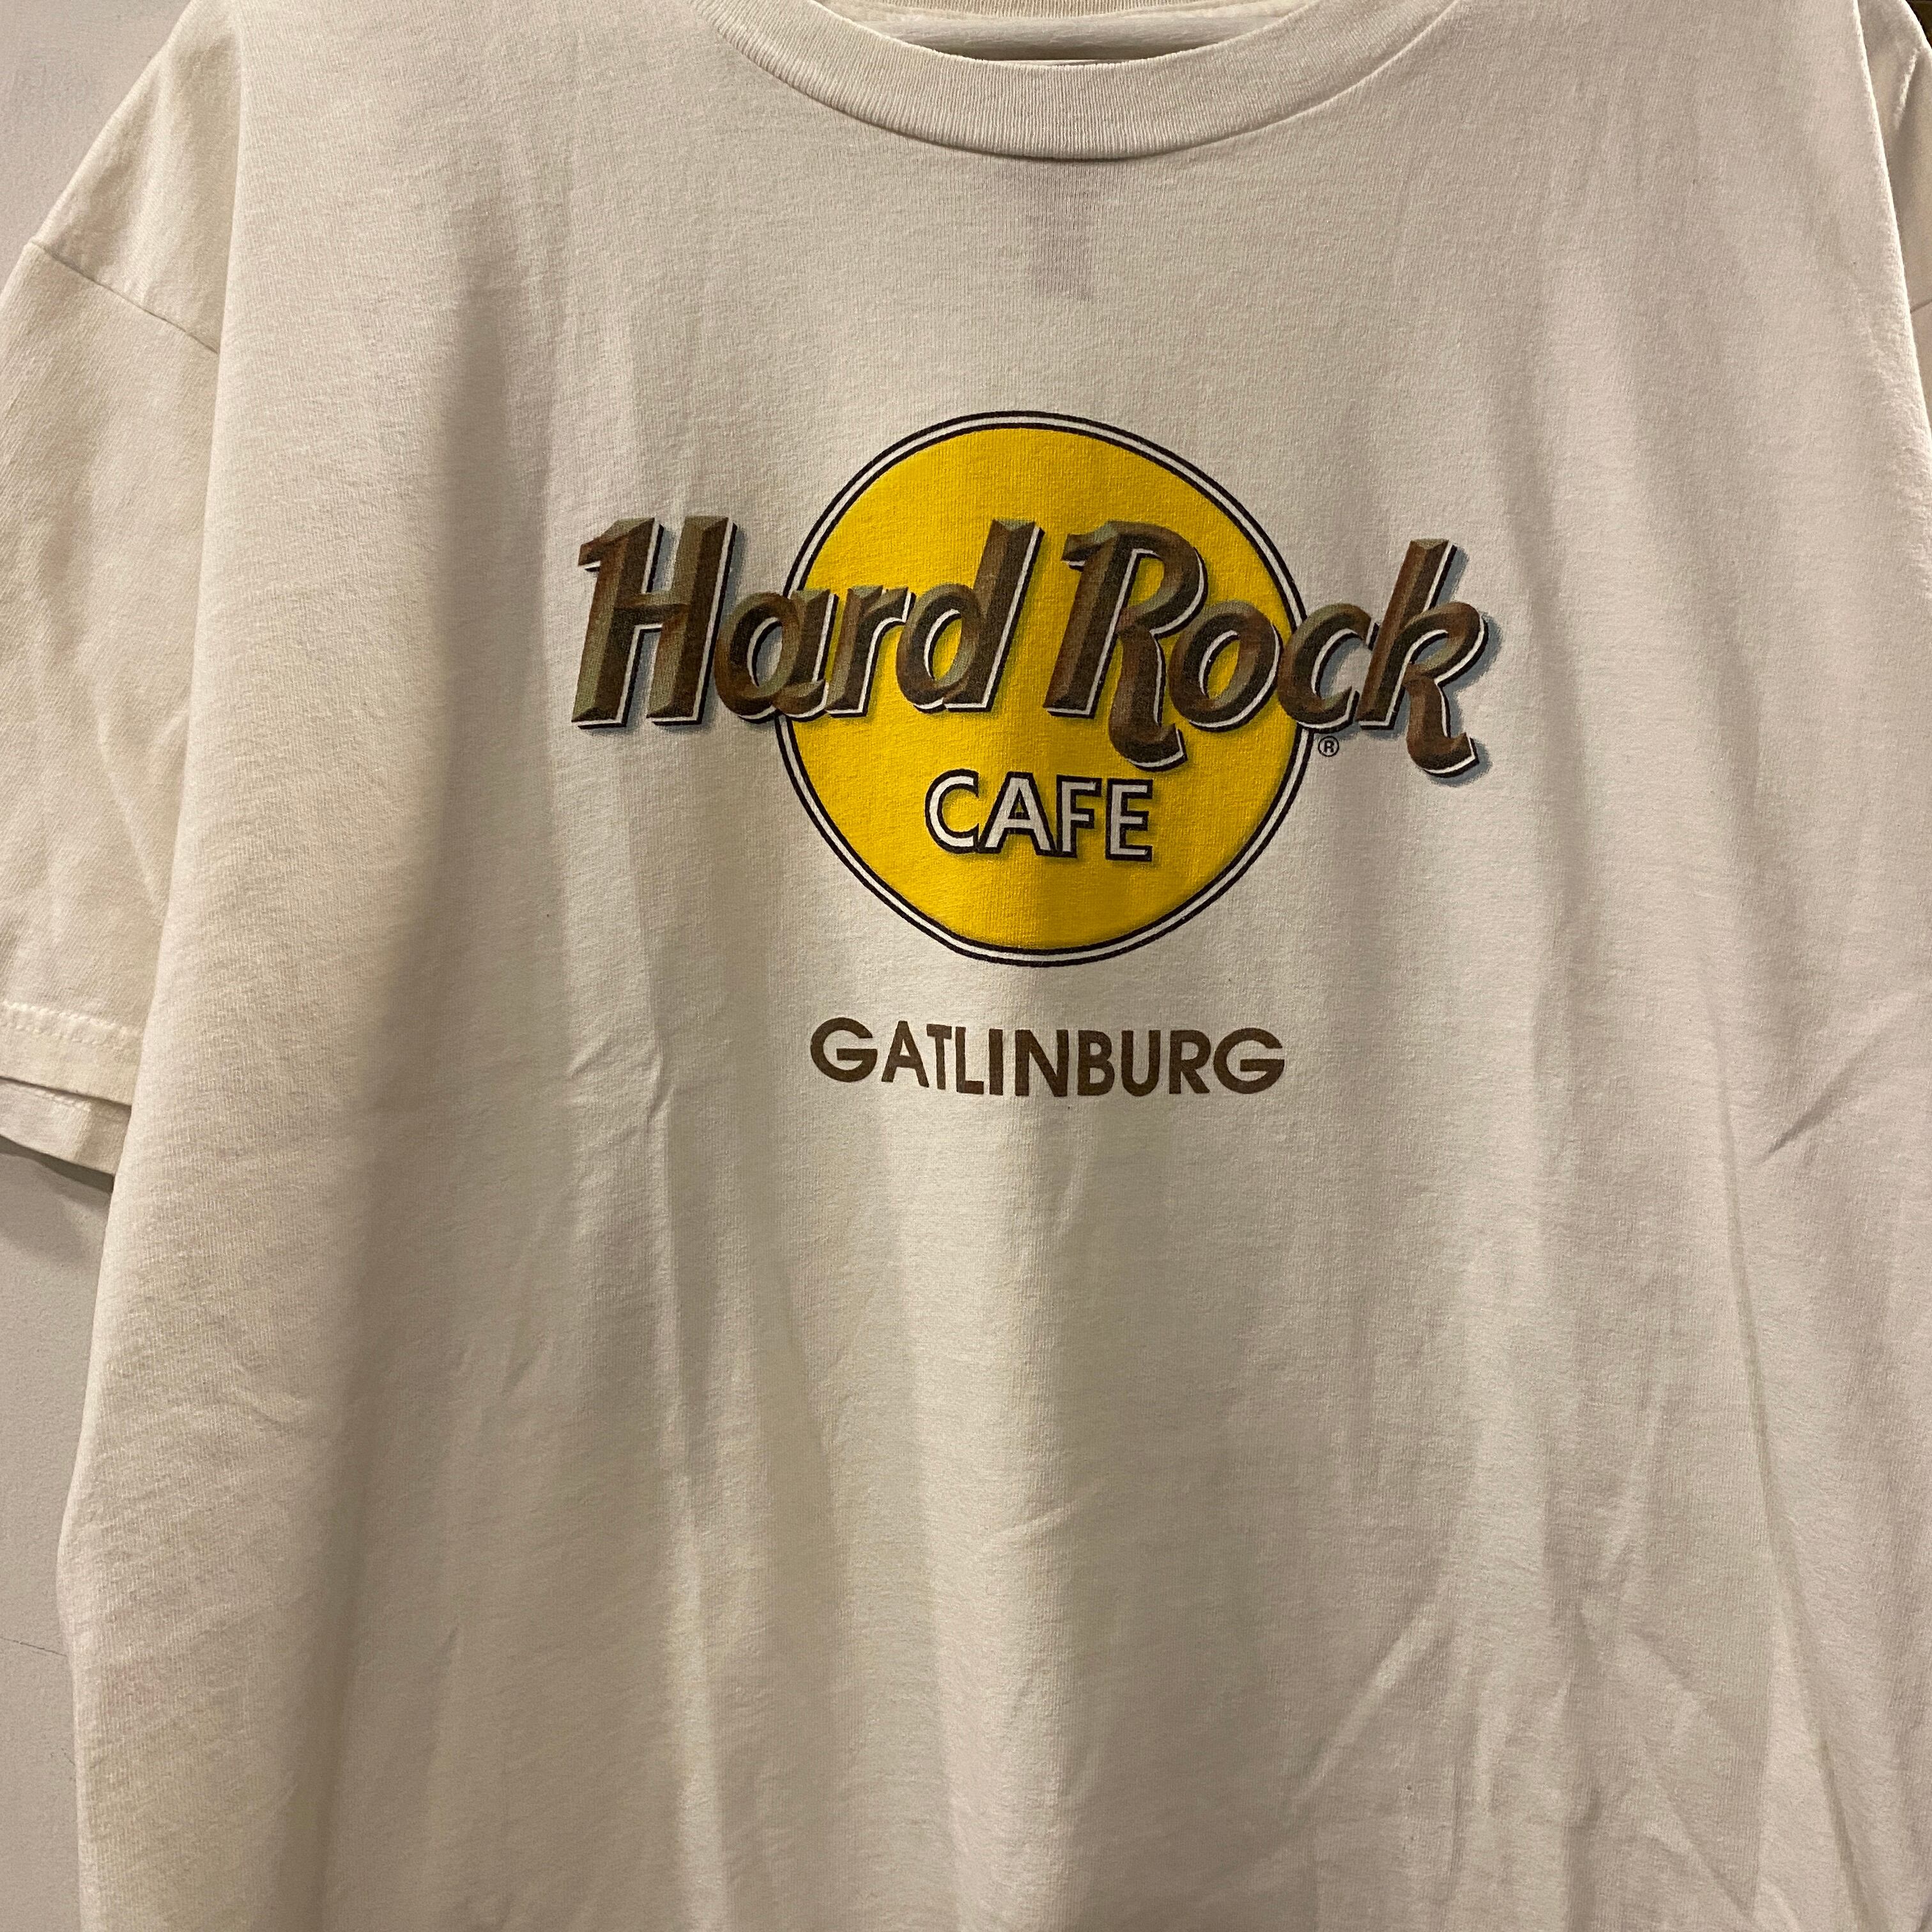 Hard Rock
®
CAFE
GATLINBURG